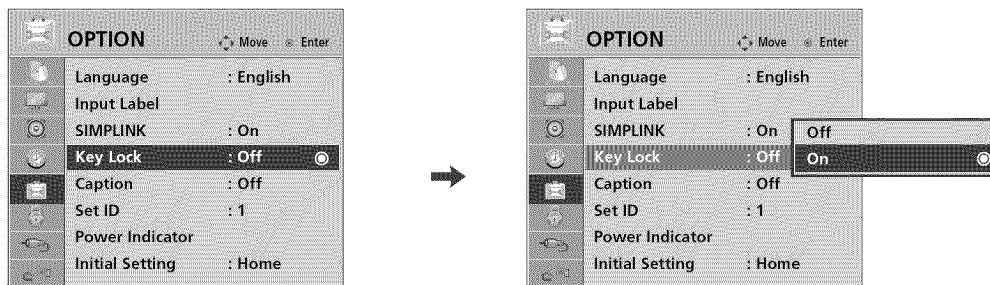 OPTION Move Enter
Language : English
Input Label
SIMPLINK : On
Key Lock : Off
Caption : Off
Set ID : 1
Power Indicator
Initial Setting : Home
OPTION Move Enter
Language : English
Input Label
SIMPLINK : On
Key Lock : Off
Caption : Off
Set ID : 1
Power Indicator
Initial Setting : Home
Off
On